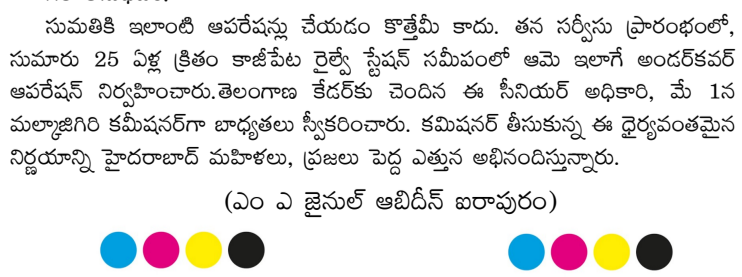 సుమతికి ఇలాంటి ఆపరేషన్లు చేయడం కొత్తేమీ కాదు. తన సర్వీసు ప్రారంభంలో,
సుమారు 25 ఏళ్ల క్రితం కాజీపేట రైల్వే స్టేషన్ సమీపంలో ఆమె ఇలాగే అండర్‌కవర్
ఆపరేషన్ నిర్వహించారు.తెలంగాణ కేడర్‌కు చెందిన ఈ సీనియర్ అధికారి, మే 1న
మల్కాజిగిరి కమీషనర్‌గా బాధ్యతలు స్వీకరించారు. కమిషనర్ తీసుకున్న ఈ ధైర్యవంతమైన
నిర్ణయాన్ని హైదరాబాద్ మహిళలు, ప్రజలు పెద్ద ఎత్తున అభినందిస్తున్నారు.
(ఎం ఎ జైనుల్ ఆబిదీన్ ఐరాపురం)